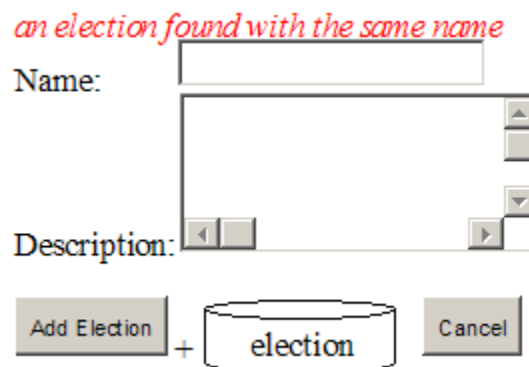 an election found with the same name
Name:
Description:
Add Election + election Cancel